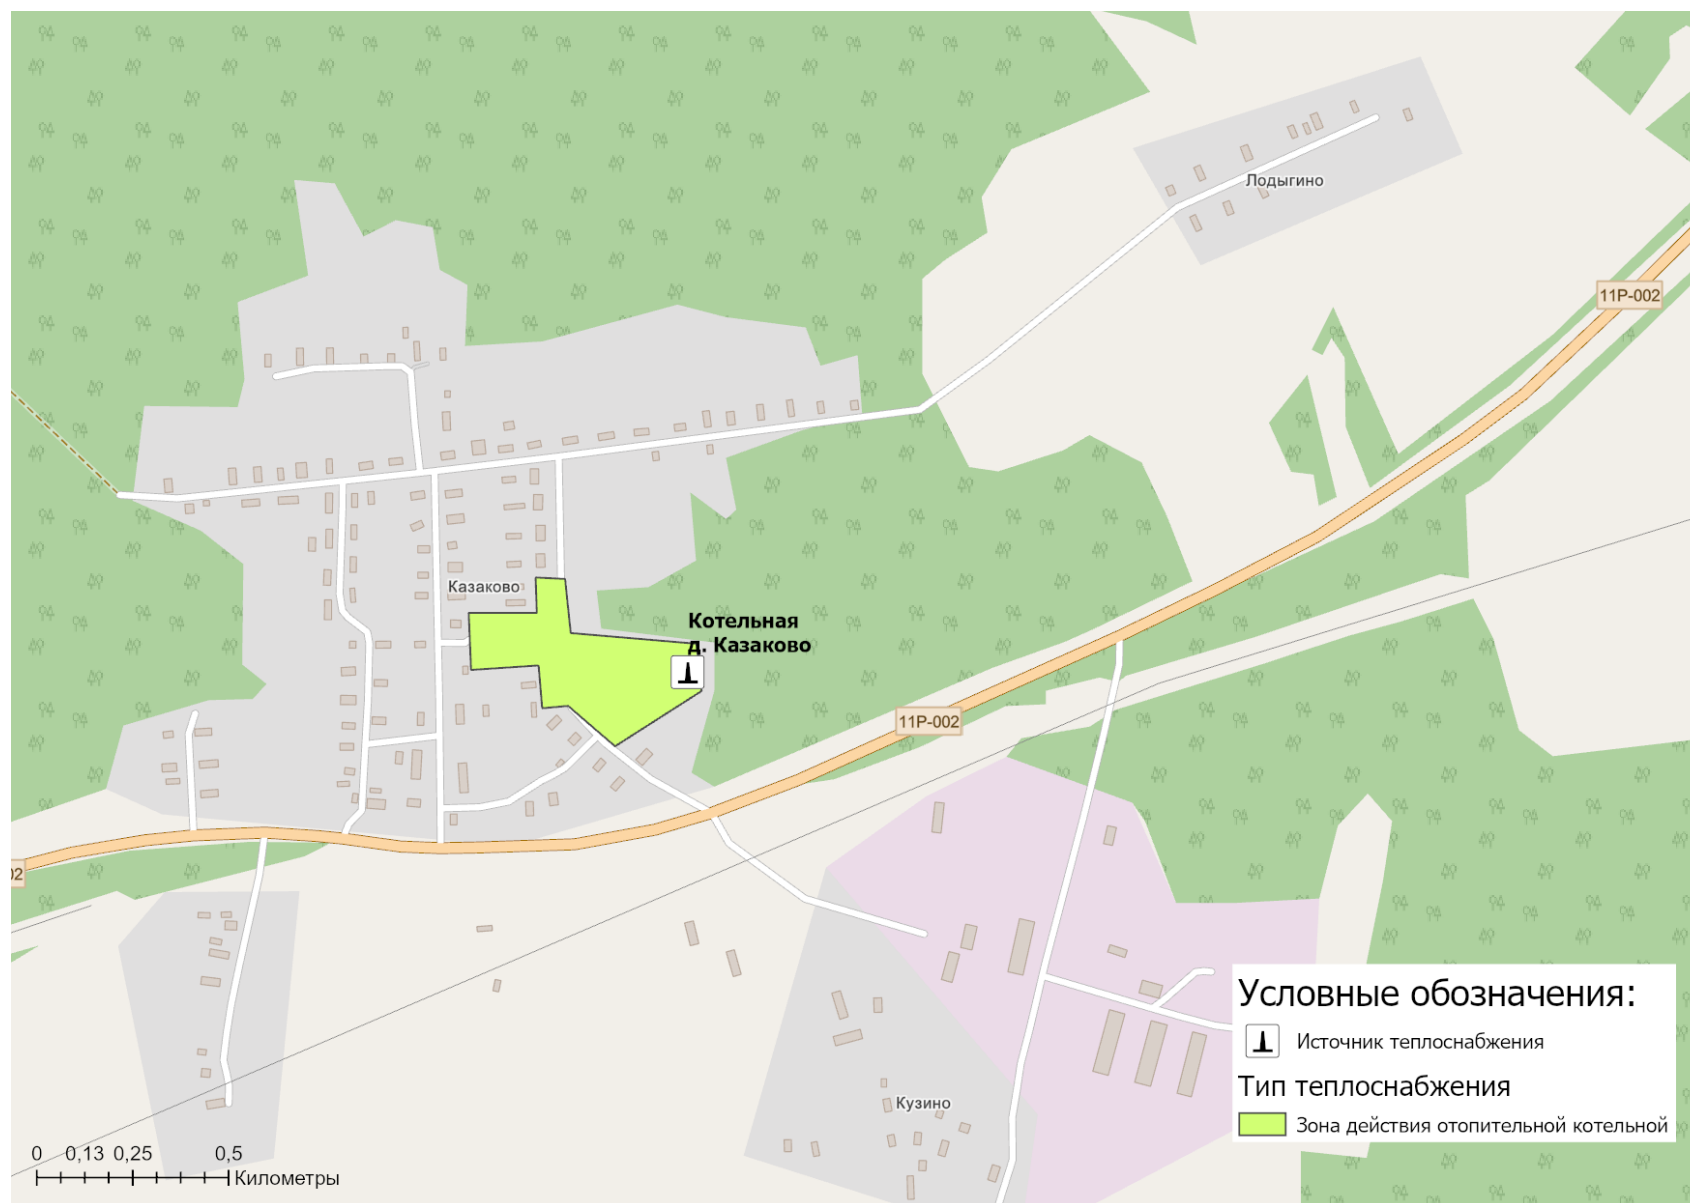 Лодыгино
11Р-002
Казаково
Котельная
д. Казаково
11Р-002
02
Условные обозначения:
Источник теплоснабжения
Тип теплоснабжения
Зона действия отопительной котельной
Кузино
0 0,13 0,25 0,5
Километры